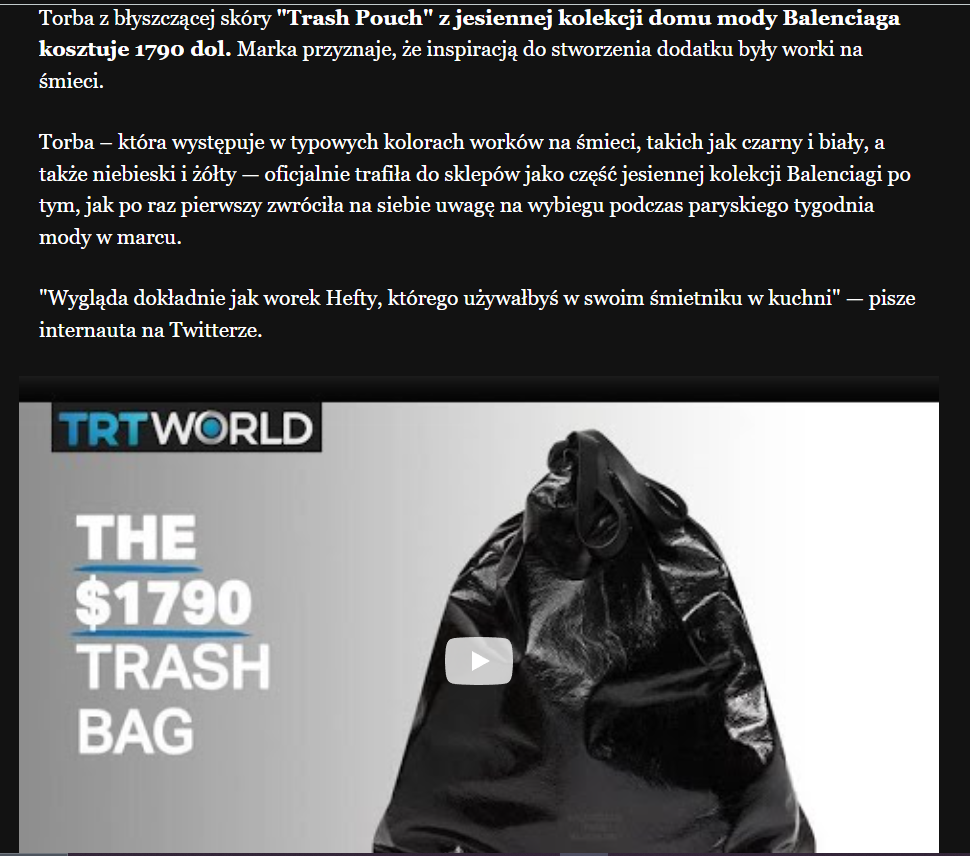 Torba z błyszczącej skóry "Trash Pouch" z jesiennej kolekcji domu mody Balenciaga
kosztuje 1790 dol. Marka przyznaje, że inspiracją do stworzenia dodatku były worki na
śmieci.
Torba – która występuje w typowych kolorach worków na śmieci, takich jak czarny i biały, a
także niebieski i żółty — oficjalnie trafiła do sklepów jako część jesiennej kolekcji Balenciagi po
tym, jak po raz pierwszy zwróciła na siebie uwagę na wybiegu podczas paryskiego tygodnia
mody w marcu.
"Wygląda dokładnie jak worek Hefty, którego używałbyś w swoim śmietniku w kuchni" — pisze
internauta na Twitterze.
TRTWORLD
THE
$1790
TRASH
BAG